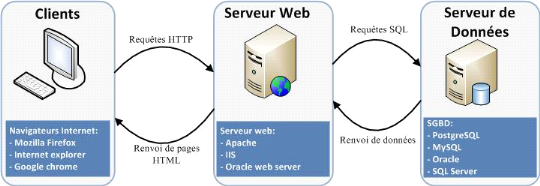 Clients
Requêtes HTTP
Renvoi de pages
HTML
Navigateurs Internet:
- Mozilla Firefox
- Internet explorer
- Google chrome
Serveur Web
Serveur web:
- Apache
- IIS
- Oracle web server
Requêtes SQL
Renvoi de données
Serveur de
Données
SGBD:
- PostgreSQL
- MySQL
- Oracle
- SQL Server